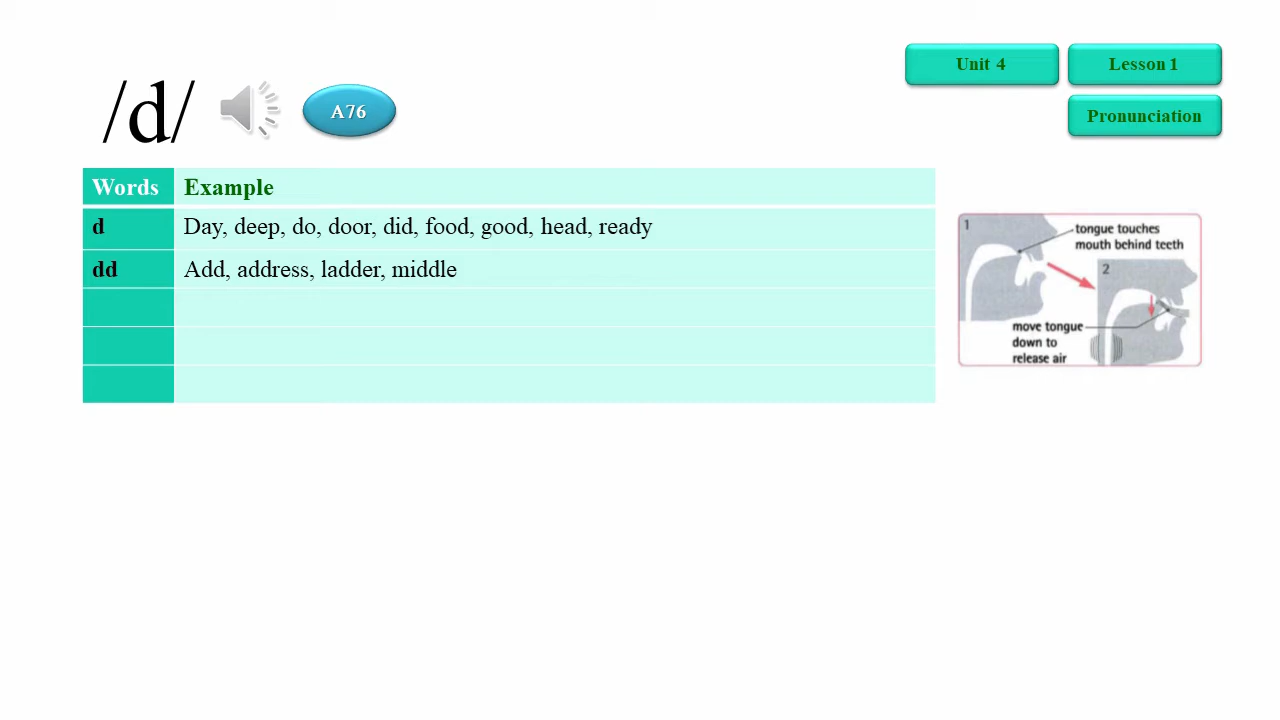 Unit 4
Lesson 1
Pronunciation
/d/
A76
Words Example
d Day, deep, do, door, did, food, good, head, ready
dd Add, address, ladder, middle
1
tongue touches
mouth behind teeth
2
move tongue
down to
release air